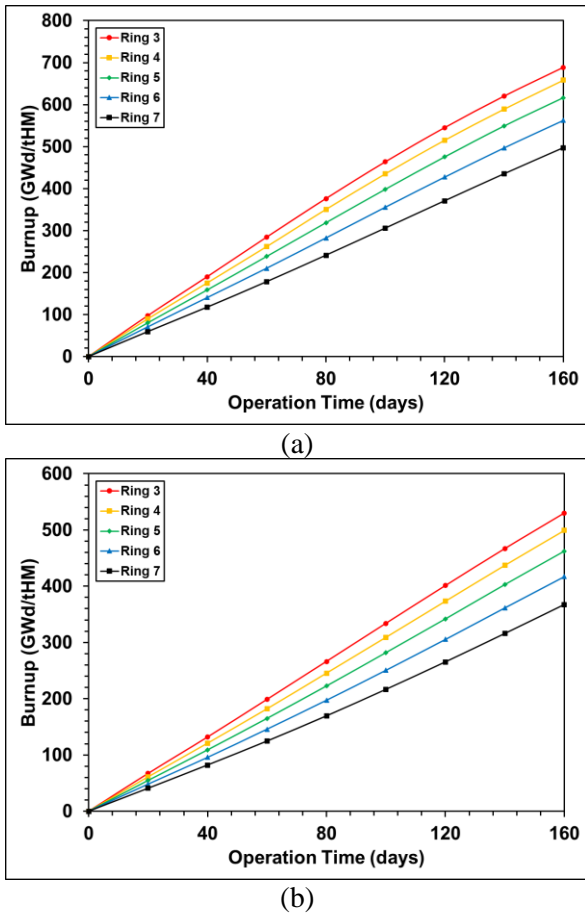 800
700
600
500
400
300
200
100
0
Burnup (GWd/tHM)
Ring 3
Ring 4
Ring 5
Ring 6
Ring 7
0 40 80 120 160
Operation Time (days)
(a)
600
500
400
300
200
100
0
Burnup (GWd/tHM)
Ring 3
Ring 4
Ring 5
Ring 6
Ring 7
0 40 80 120 160
Operation Time (days)
(b)